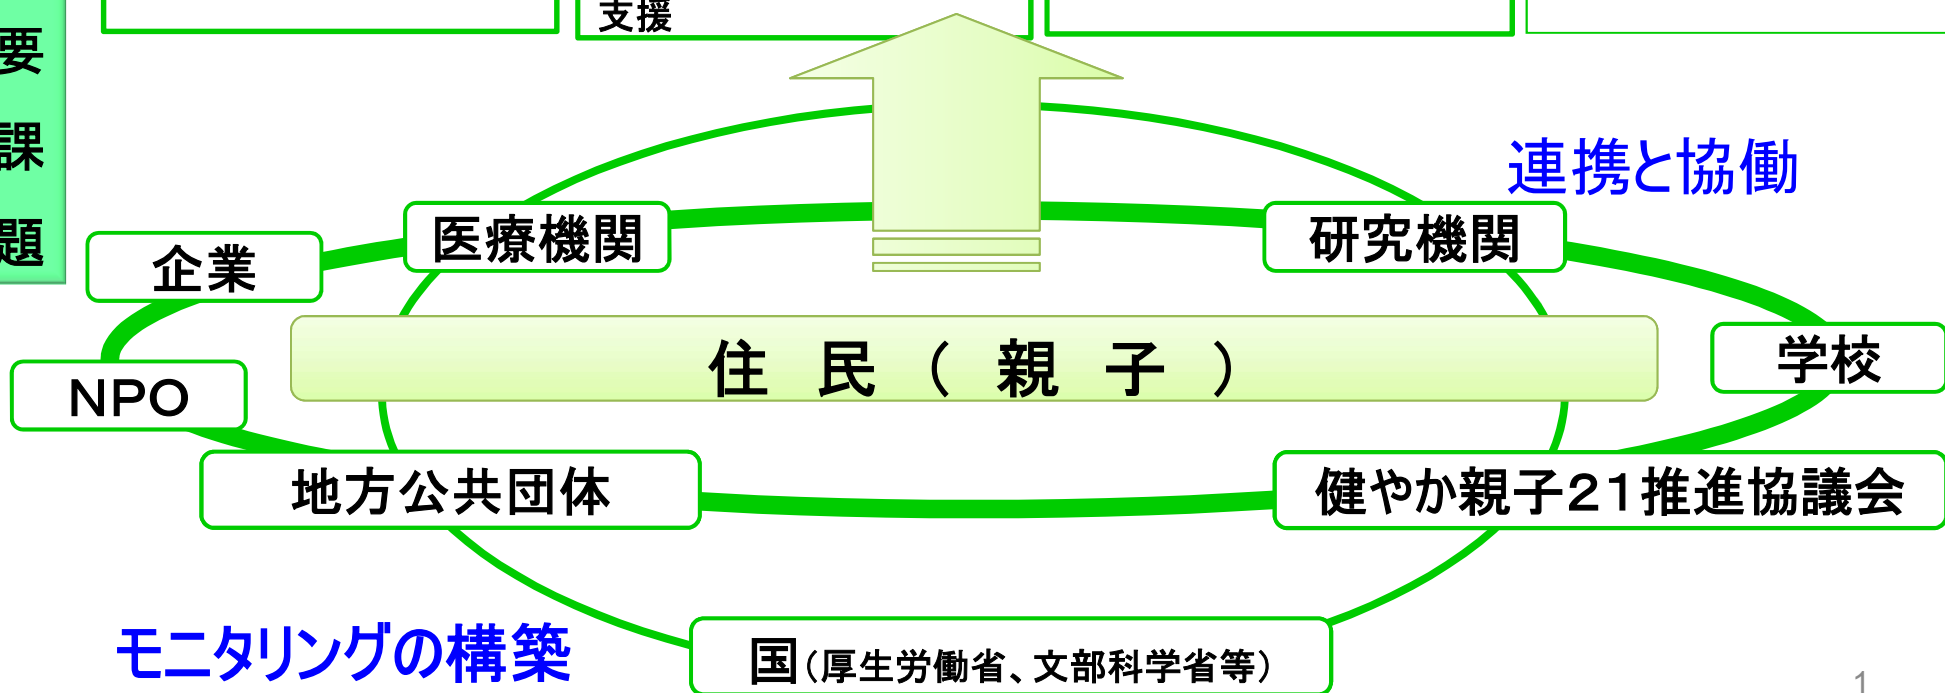 支援
要
課
題
連携と協働
医療機関
研究機関
企業
住民(親子)
学校
NPO
地方公共団体
健やか親子21推進協議会
モニタリングの構築
国(厚生労働省、文部科学省等)
1